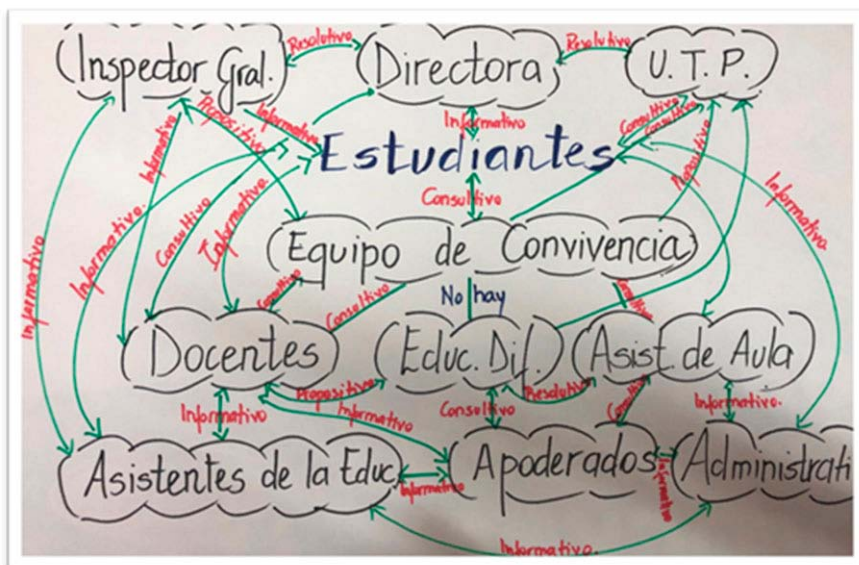 Inspector Gral.
Resolutivo
Directora
Resolutivo
U.T.P.
Propositivo
Informativo
Informativo
Informativo
Consultivo
Consultivo
Estudiantes
Informativo
Informativo.
Consultivo
Informativo
Consultivo
Propositivo
Informativo
Equipo de Convivencia
Consultivo
Consultivo
No hay
Consultivo
Docentes
Educ. Dif.
Asist. de Aula
Informativo
Propositivo
Informativo
Consultivo
Resolutivo
Informativo.
Asistentes de la Educ.
Informativo
Apoderados
Informativo
Administrati
Informativo.